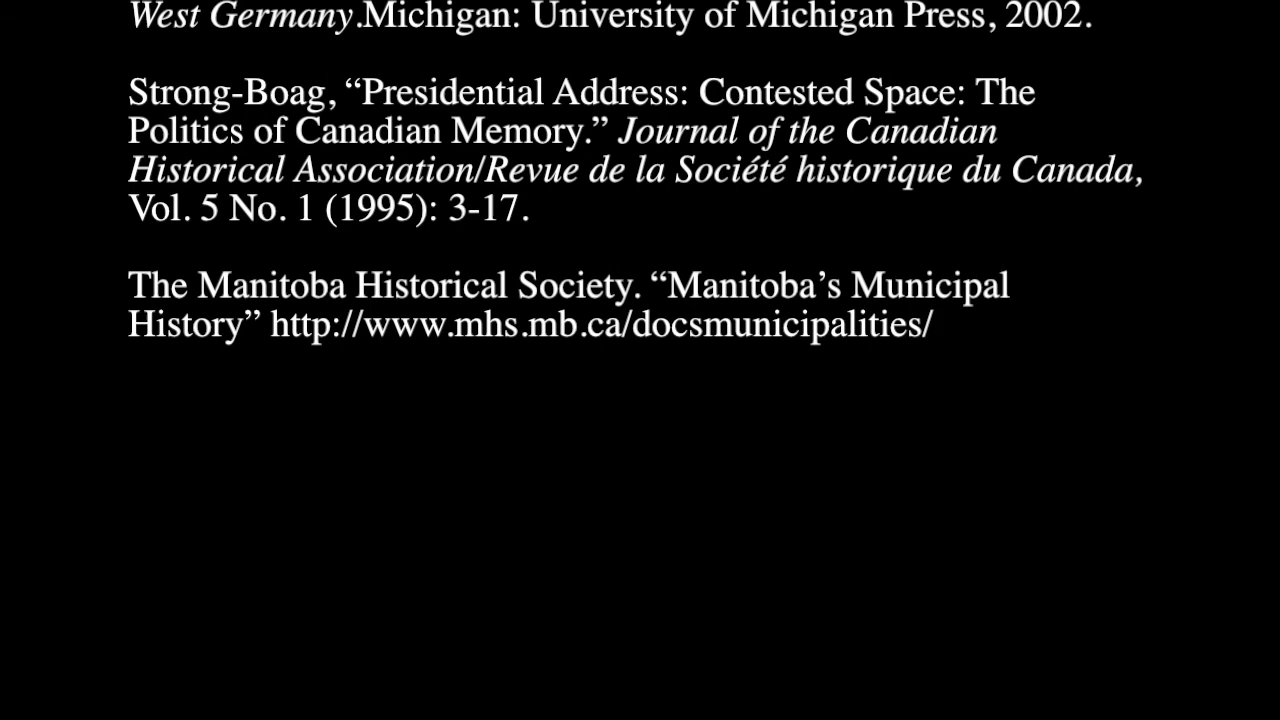 West Germany.Michigan: University of Michigan Press, 2002.
Strong-Boag, “Presidential Address: Contested Space: The
Politics of Canadian Memory.” Journal of the Canadian
Historical Association/Revue de la Société historique du Canada,
Vol. 5 No. 1 (1995): 3-17.
The Manitoba Historical Society. “Manitoba’s Municipal
History” http://www.mhs.mb.ca/docsmunicipalities/